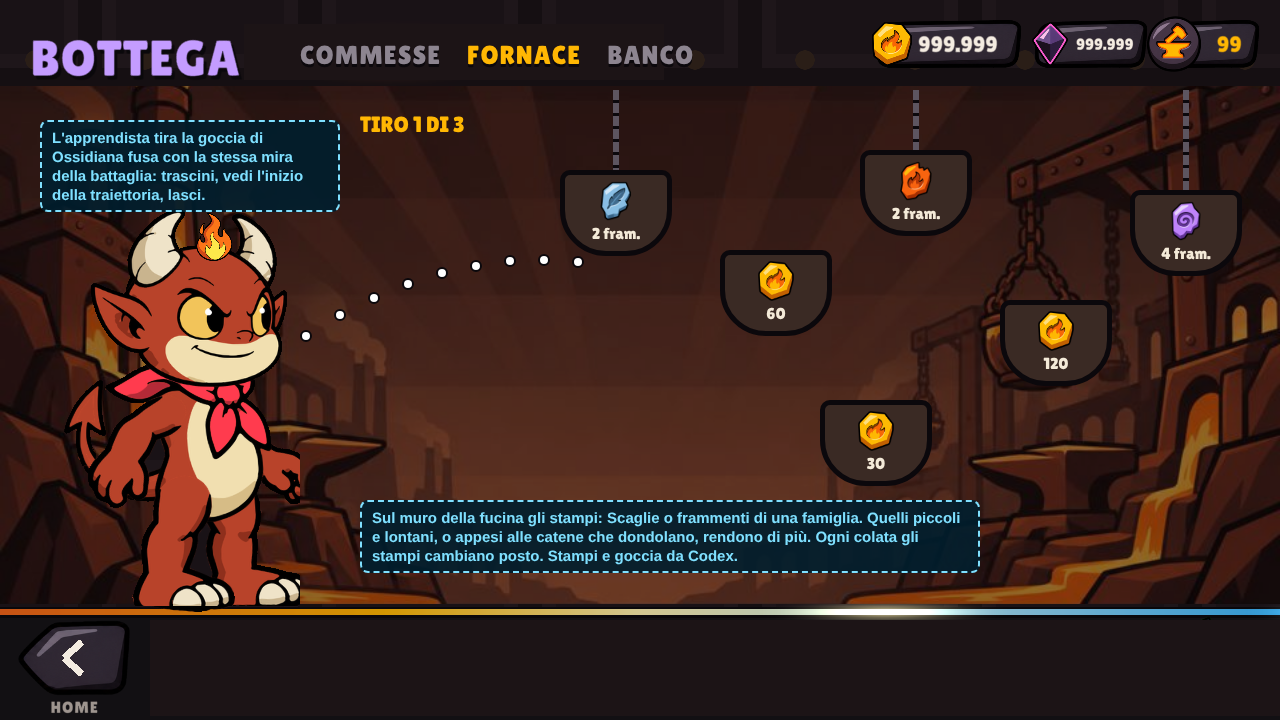 BOTTEGA
COMMESSE
FORNACE
BANCO
999.999
999.999
99
TIRO 1 DI 3
L'apprendista tira la goccia di
Ossidiana fusa con la stessa mira
della battaglia: trascini, vedi l'inizio
della traiettoria, lasci.
2 fram.
2 fram.
4 fram.
60
120
30
Sul muro della fucina gli stampi: Scaglie o frammenti di una famiglia. Quelli piccoli
e lontani, o appesi alle catene che dondolano, rendono di più. Ogni colata gli
stampi cambiano posto. Stampi e goccia da Codex.
HOME